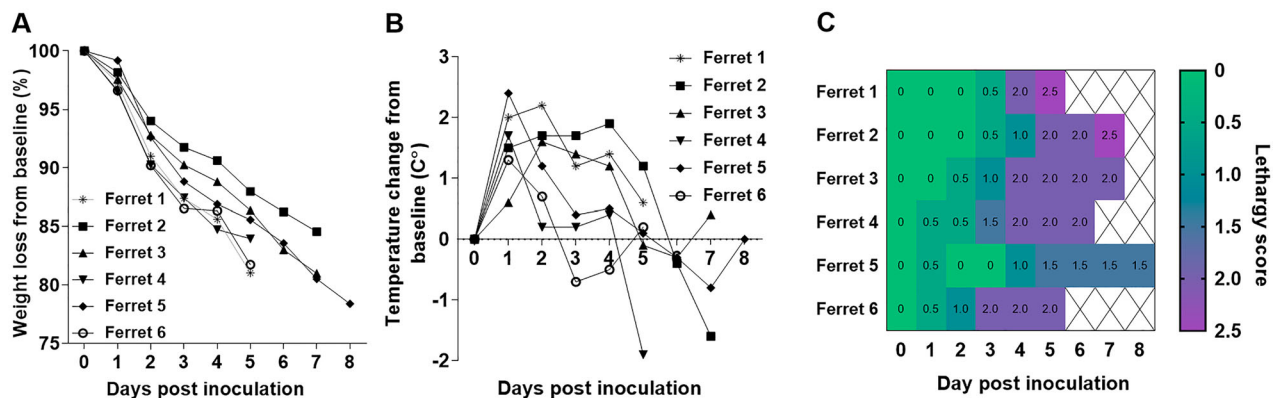 A
Weight loss from baseline (%)
100
95
90
85
80
75
Ferret 1
Ferret 2
Ferret 3
Ferret 4
Ferret 5
Ferret 6
0 1 2 3 4 5 6 7 8
Days post inoculation
B
Temperature change from
baseline (C°)
3
2
1
0
-1
-2
Ferret 1
Ferret 2
Ferret 3
Ferret 4
Ferret 5
Ferret 6
0 1 2 3 4 5 6 7 8
Days post inoculation
C
Ferret 1 0 0 0 0.5 2.0 2.5
Ferret 2 0 0 0 0.5 1.0 2.0 2.0 2.5
Ferret 3 0 0 0.5 1.0 2.0 2.0 2.0 2.0
Ferret 4 0 0.5 0.5 1.5 2.0 2.0 2.0
Ferret 5 0 0.5 0 0 1.0 1.5 1.5 1.5 1.5
Ferret 6 0 0.5 1.0 2.0 2.0 2.0
0 1 2 3 4 5 6 7 8
Day post inoculation
0
0.5
1.0
1.5
2.0
2.5
Lethargy score